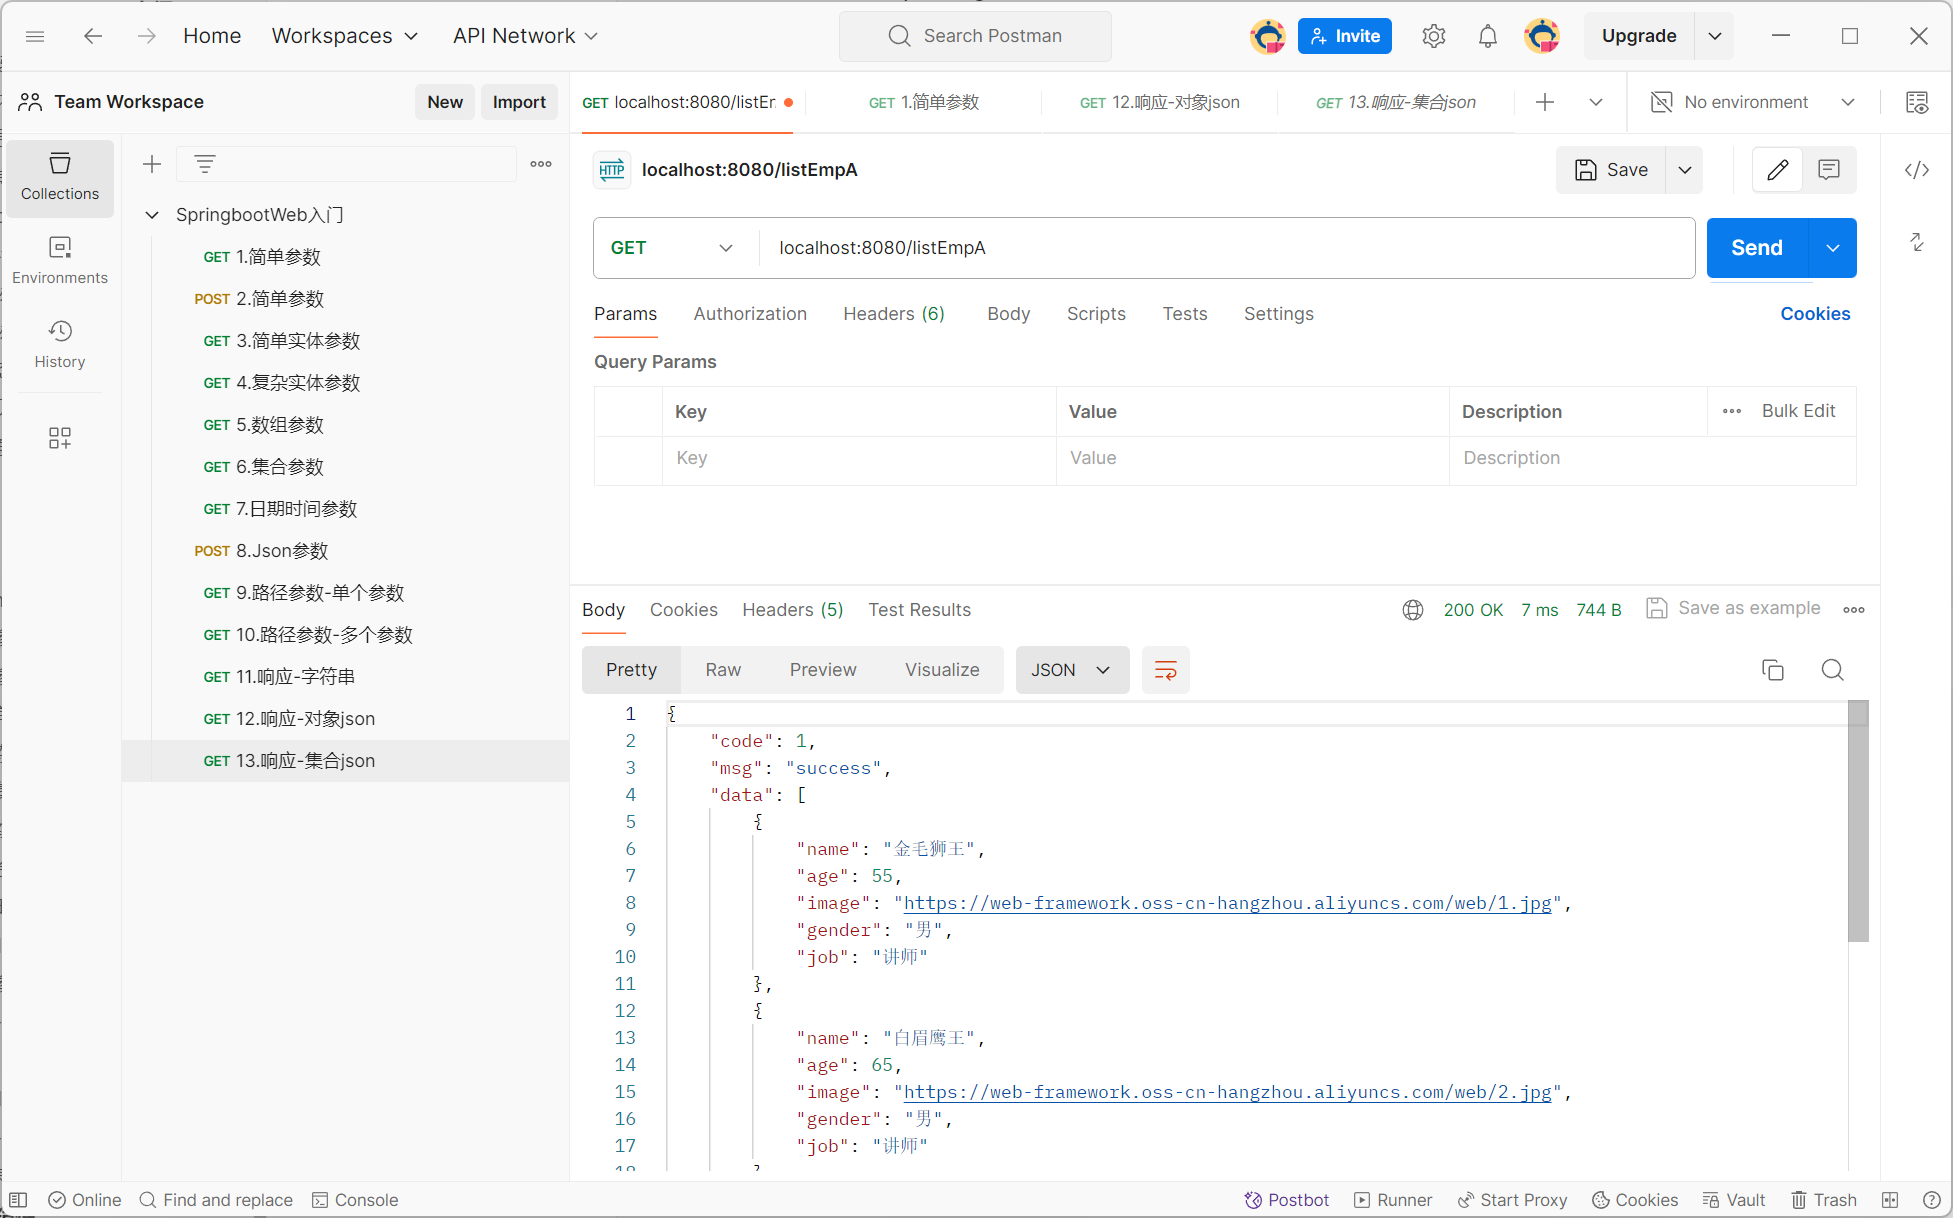 Home
Workspaces
API Network
Search Postman
Invite
Upgrade
Team Workspace
New
Import
GET localhost:8080/listEr
GET 1.简单参数
GET 12.响应-对象json
GET 13.响应-集合json
No environment
Collections
Environments
History
SpringbootWeb入门
GET 1.简单参数
POST 2.简单参数
GET 3.简单实体参数
GET 4.复杂实体参数
GET 5.数组参数
GET 6.集合参数
GET 7.日期时间参数
POST 8.Json参数
GET 9.路径参数-单个参数
GET 10.路径参数-多个参数
GET 11.响应-字符串
GET 12.响应-对象json
GET 13.响应-集合json
HTTP localhost:8080/listEmpA
Save
GET localhost:8080/listEmpA
Send
Params Authorization Headers (6) Body Scripts Tests Settings Cookies
Query Params
Key Value Description Bulk Edit
Key Value Description
Body Cookies Headers (5) Test Results 200 OK 7 ms 744 B Save as example
Pretty Raw Preview Visualize JSON
1 {
2 "code": 1,
3 "msg": "success",
4 "data": [
5 {
6 "name": "金毛狮王",
7 "age": 55,
8 "image": "https://web-framework.oss-cn-hangzhou.aliyuncs.com/web/1.jpg",
9 "gender": "男",
10 "job": "讲师"
11 },
12 {
13 "name": "白眉鹰王",
14 "age": 65,
15 "image": "https://web-framework.oss-cn-hangzhou.aliyuncs.com/web/2.jpg",
16 "gender": "男",
17 "job": "讲师"
Online Find and replace Console Postbot Runner Start Proxy Cookies Vault Trash